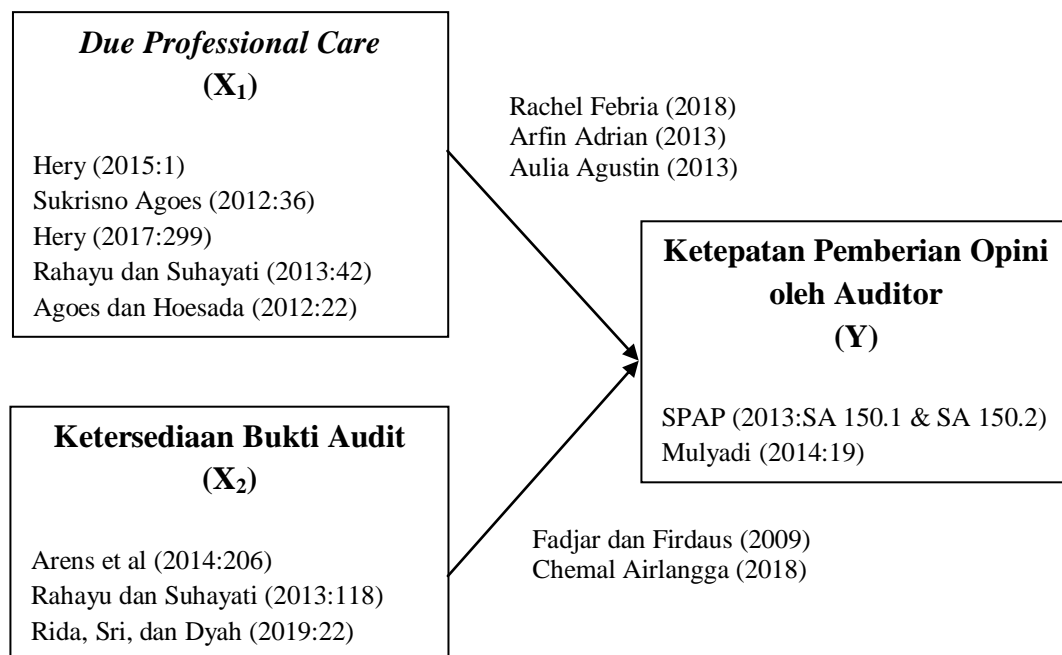 Due Professional Care
(X1)
Hery (2015:1)
Sukrisno Agoes (2012:36)
Hery (2017:299)
Rahayu dan Suhayati (2013:42)
Agoes dan Hoesada (2012:22)
Rachel Febria (2018)
Arfin Adrian (2013)
Aulia Agustin (2013)
Ketepatan Pemberian Opini
oleh Auditor
(Y)
SPAP (2013:SA 150.1 & SA 150.2)
Mulyadi (2014:19)
Ketersediaan Bukti Audit
(X2)
Arens et al (2014:206)
Rahayu dan Suhayati (2013:118)
Rida, Sri, dan Dyah (2019:22)
Fadjar dan Firdaus (2009)
Chemal Airlangga (2018)